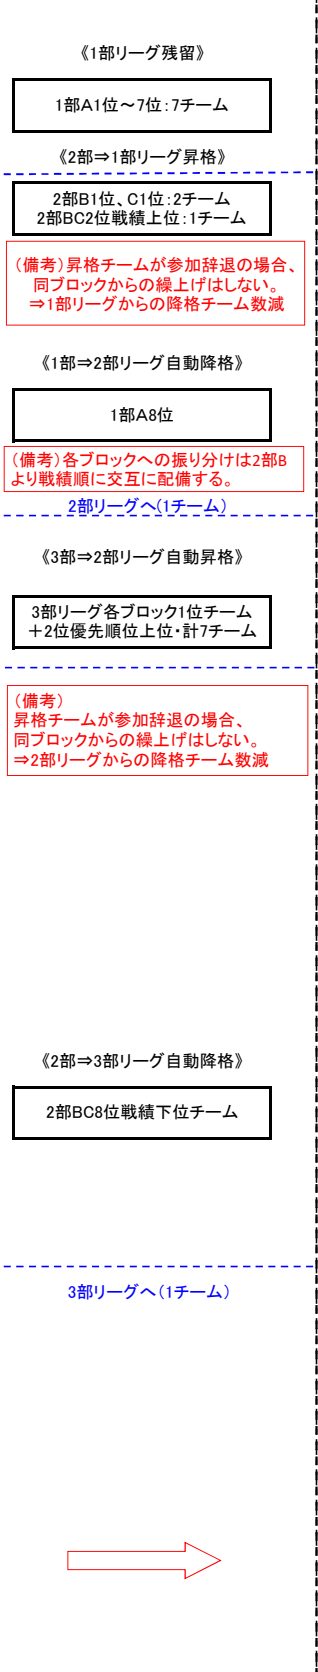 《1部リーグ残留》
1部A1位～7位:7チーム
《2部⇒1部リーグ昇格》
2部B1位、C1位:2チーム
2部BC2位戦績上位:1チーム
（備考）昇格チームが参加辞退の場合、
同ブロックからの繰上げはしない。
⇒1部リーグからの降格チーム数減
《1部⇒2部リーグ自動降格》
1部A8位
（備考）各ブロックへの振り分けは2部B
より戦績順に交互に配備する。
2部リーグへ(1チーム)
《3部⇒2部リーグ自動昇格》
3部リーグ各ブロック1位チーム
＋2位優先順位上位・計7チーム
（備考）
昇格チームが参加辞退の場合、
同ブロックからの繰上げはしない。
⇒2部リーグからの降格チーム数減
《2部⇒3部リーグ自動降格》
2部BC8位戦績下位チーム
3部リーグへ（1チーム）